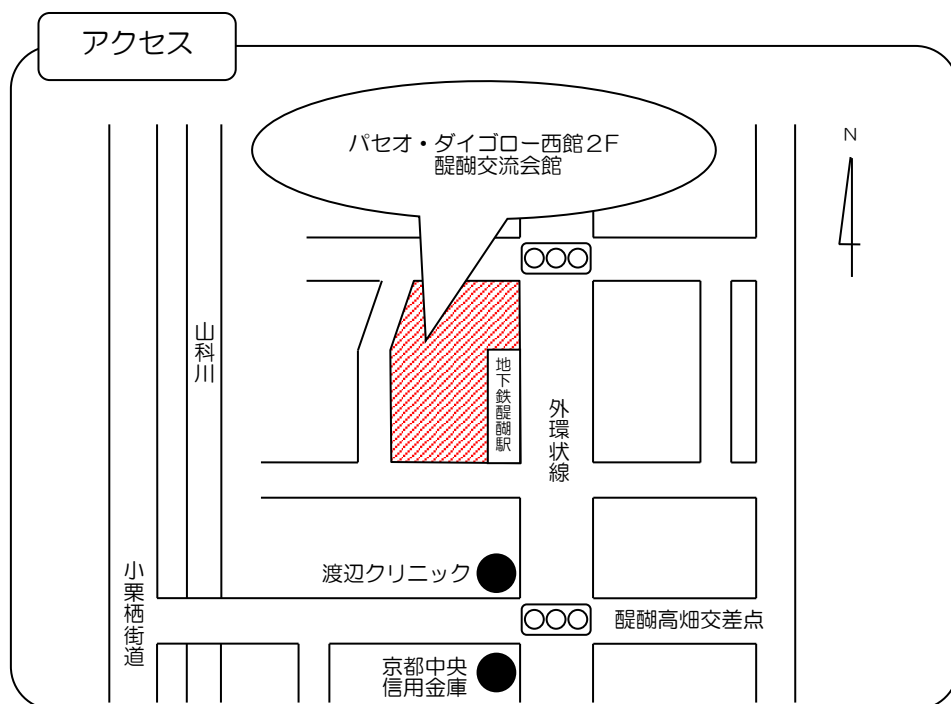 アクセス
パセオ・ダイゴロー西館２Ｆ
醍醐交流会館
N
山科川
地下鉄醍醐駅
外環状線
渡辺クリニック
小栗栖街道
醍醐高畑交差点
京都中央
信用金庫